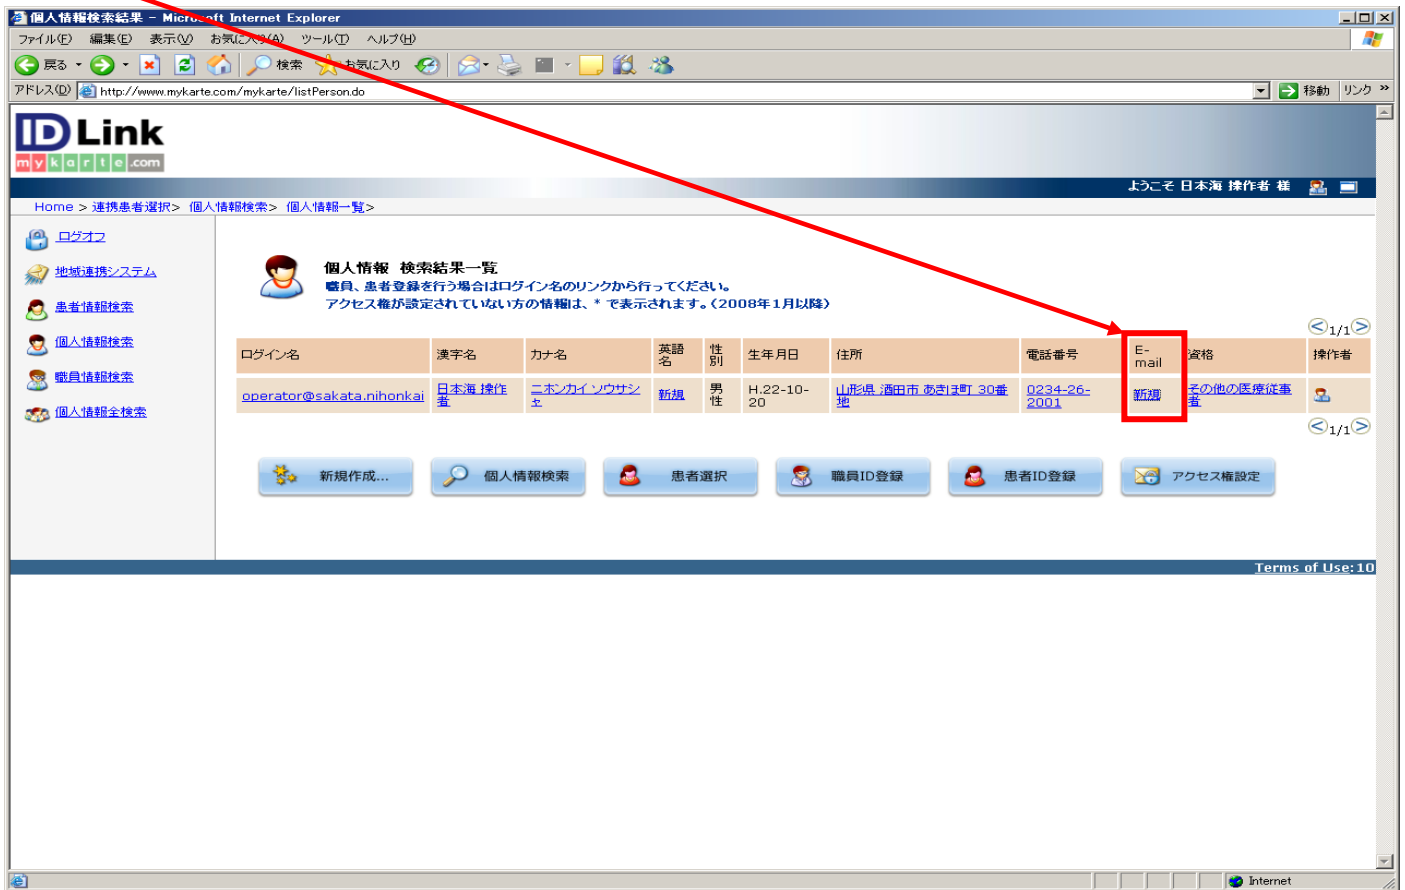 個人情報検索結果 - Microsoft Internet Explorer
ファイル(F) 編集(E) 表示(V) お気に入り(A) ツール(T) ヘルプ(H)
戻る 検索 お気に入り
アドレス(D) http://www.mykarte.com/mykarte/listPerson.do 移動 リンク »
ID Link
mykarte.com
ようこそ 日本海 操作者 様
Home > 連携患者選択> 個人情報検索> 個人情報一覧>
ログオフ
地域連携システム
患者情報検索
個人情報検索
職員情報検索
個人情報全検索
個人情報 検索結果一覧
職員、患者登録を行う場合はログイン名のリンクから行ってください。
アクセス権が設定されていない方の情報は、* で表示されます。(2008年1月以降)
<1/1>
ログイン名 漢字名 カナ名 英語名 性別 生年月日 住所 電話番号 E-mail 資格 操作者
operator@sakata.nihonkai 日本海 操作者 ニホンカイ ソウサシャ 新規 男性 H.22-10-20 山形県 酒田市 あきほ町 30番地 0234-26-2001 新規 その他の医療従事者
<1/1>
新規作成... 個人情報検索 患者選択 職員ID登録 患者ID登録 アクセス権設定
Terms of Use:10
Internet